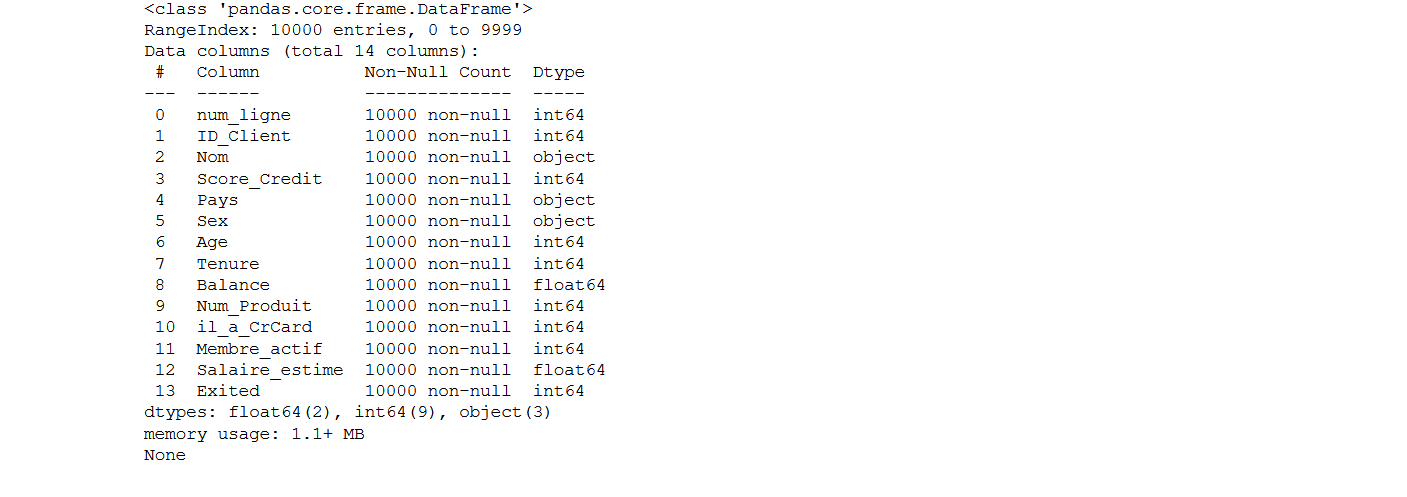 <class 'pandas.core.frame.DataFrame'>
RangeIndex: 10000 entries, 0 to 9999
Data columns (total 14 columns):
 #   Column          Non-Null Count  Dtype
---  ------          --------------  -----
 0   num_ligne       10000 non-null  int64
 1   ID_Client       10000 non-null  int64
 2   Nom             10000 non-null  object
 3   Score_Credit    10000 non-null  int64
 4   Pays            10000 non-null  object
 5   Sex             10000 non-null  object
 6   Age             10000 non-null  int64
 7   Tenure          10000 non-null  int64
 8   Balance         10000 non-null  float64
 9   Num_Produit     10000 non-null  int64
 10  il_a_CrCard     10000 non-null  int64
 11  Membre_actif    10000 non-null  int64
 12  Salaire_estime  10000 non-null  float64
 13  Exited          10000 non-null  int64
dtypes: float64(2), int64(9), object(3)
memory usage: 1.1+ MB
None